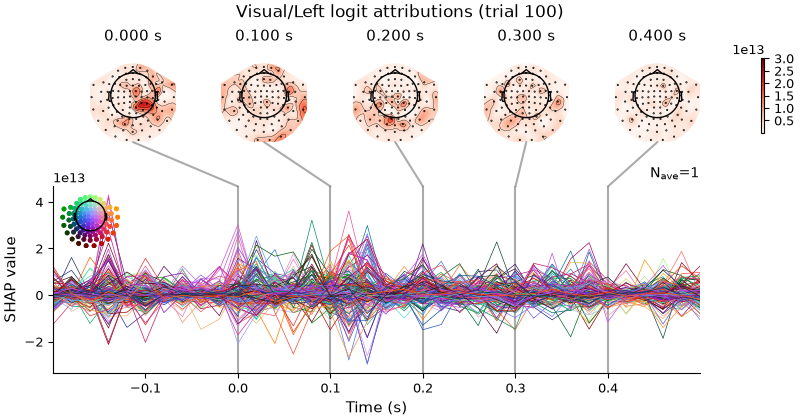 Visual/Left logit attributions (trial 100)
0.000 s 0.100 s 0.200 s 0.300 s 0.400 s
1e13
3.0
2.5
2.0
1.5
1.0
0.5
Nave=1
1e13
4
2
0
−2
SHAP value
−0.1 0.0 0.1 0.2 0.3 0.4
Time (s)